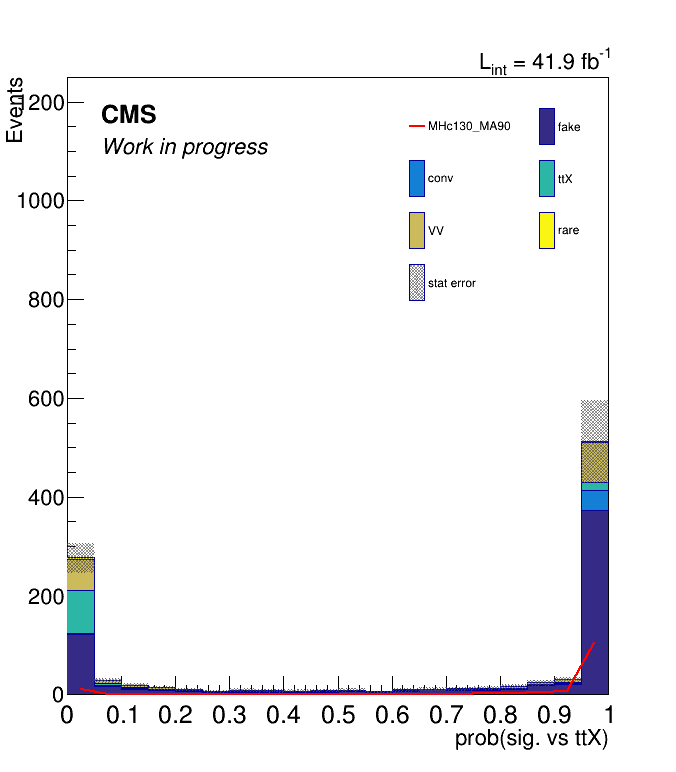 L_int = 41.9 fb^-1
Events
CMS
Work in progress
MHc130_MA90
fake
conv
ttX
VV
rare
stat error
1200
1000
800
600
400
200
0
0 0.1 0.2 0.3 0.4 0.5 0.6 0.7 0.8 0.9 1
prob(sig. vs ttX)